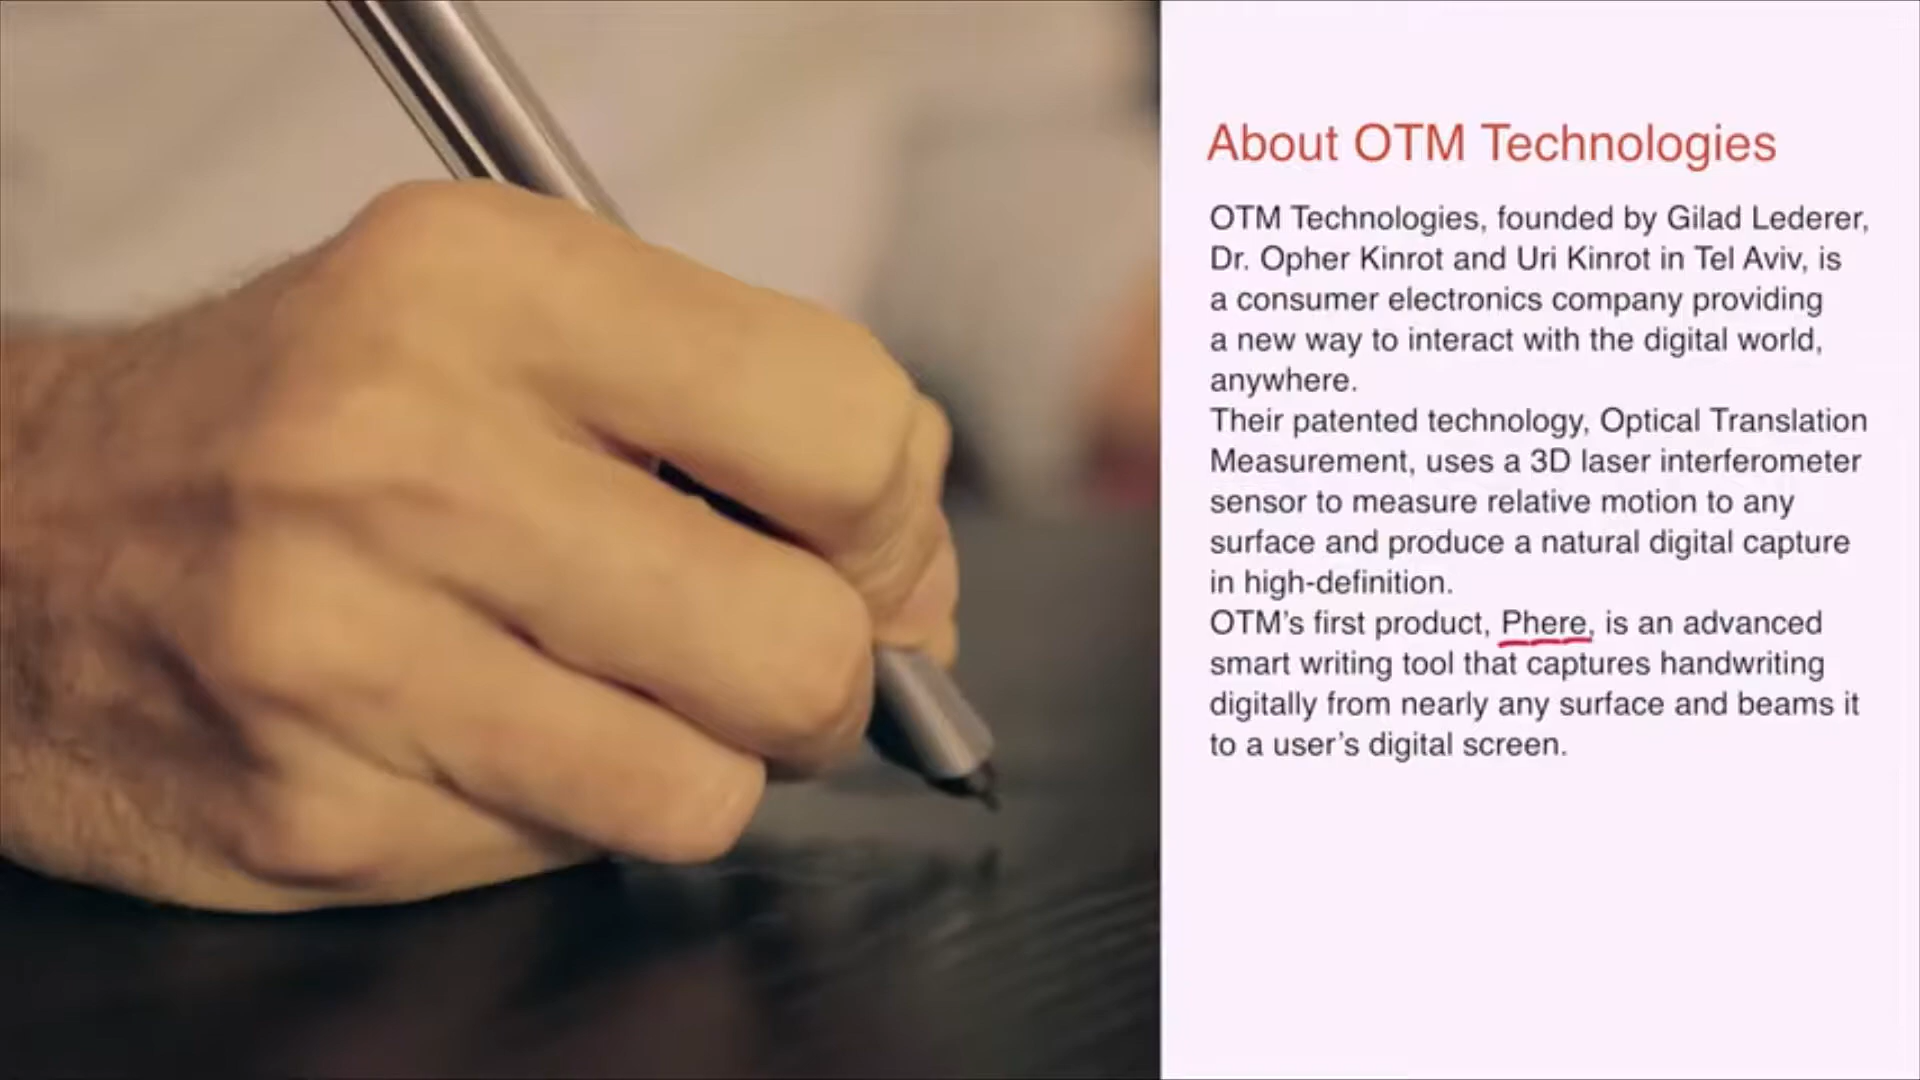 About OTM Technologies
OTM Technologies, founded by Gilad Lederer,
Dr. Opher Kinrot and Uri Kinrot in Tel Aviv, is
a consumer electronics company providing
a new way to interact with the digital world,
anywhere.
Their patented technology, Optical Translation
Measurement, uses a 3D laser interferometer
sensor to measure relative motion to any
surface and produce a natural digital capture
in high-definition.
OTM's first product, Phere, is an advanced
smart writing tool that captures handwriting
digitally from nearly any surface and beams it
to a user's digital screen.